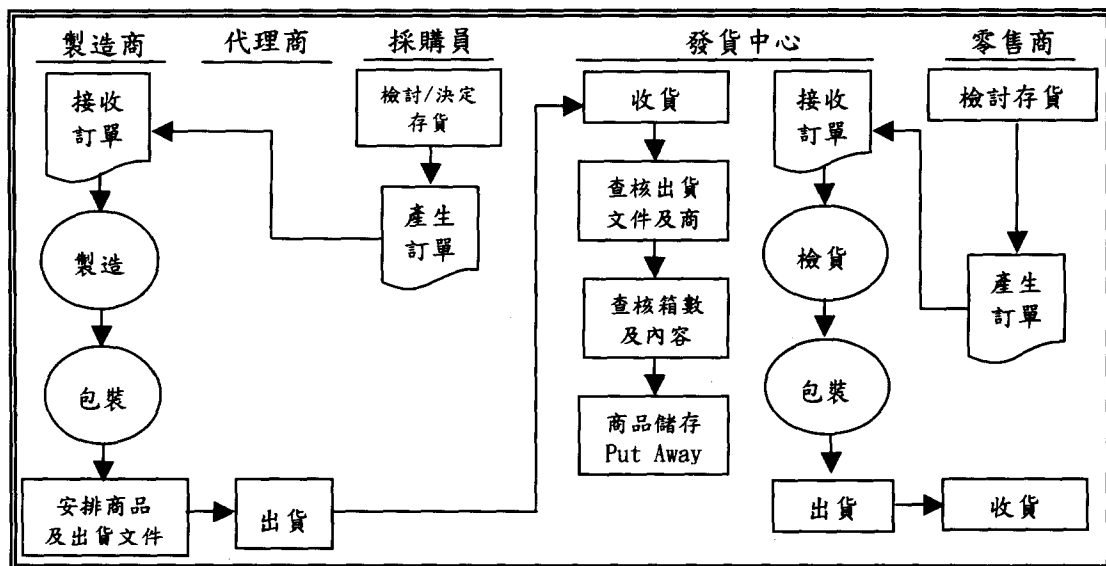 製造商
代理商
採購員
發貨中心
零售商
接收
訂單
製造
包裝
安排商品
及出貨文件
出貨
檢討/決定
存貨
產生
訂單
收貨
查核出貨
文件及商
查核箱數
及內容
商品儲存
Put Away
接收
訂單
檢貨
包裝
出貨
檢討存貨
產生
訂單
收貨